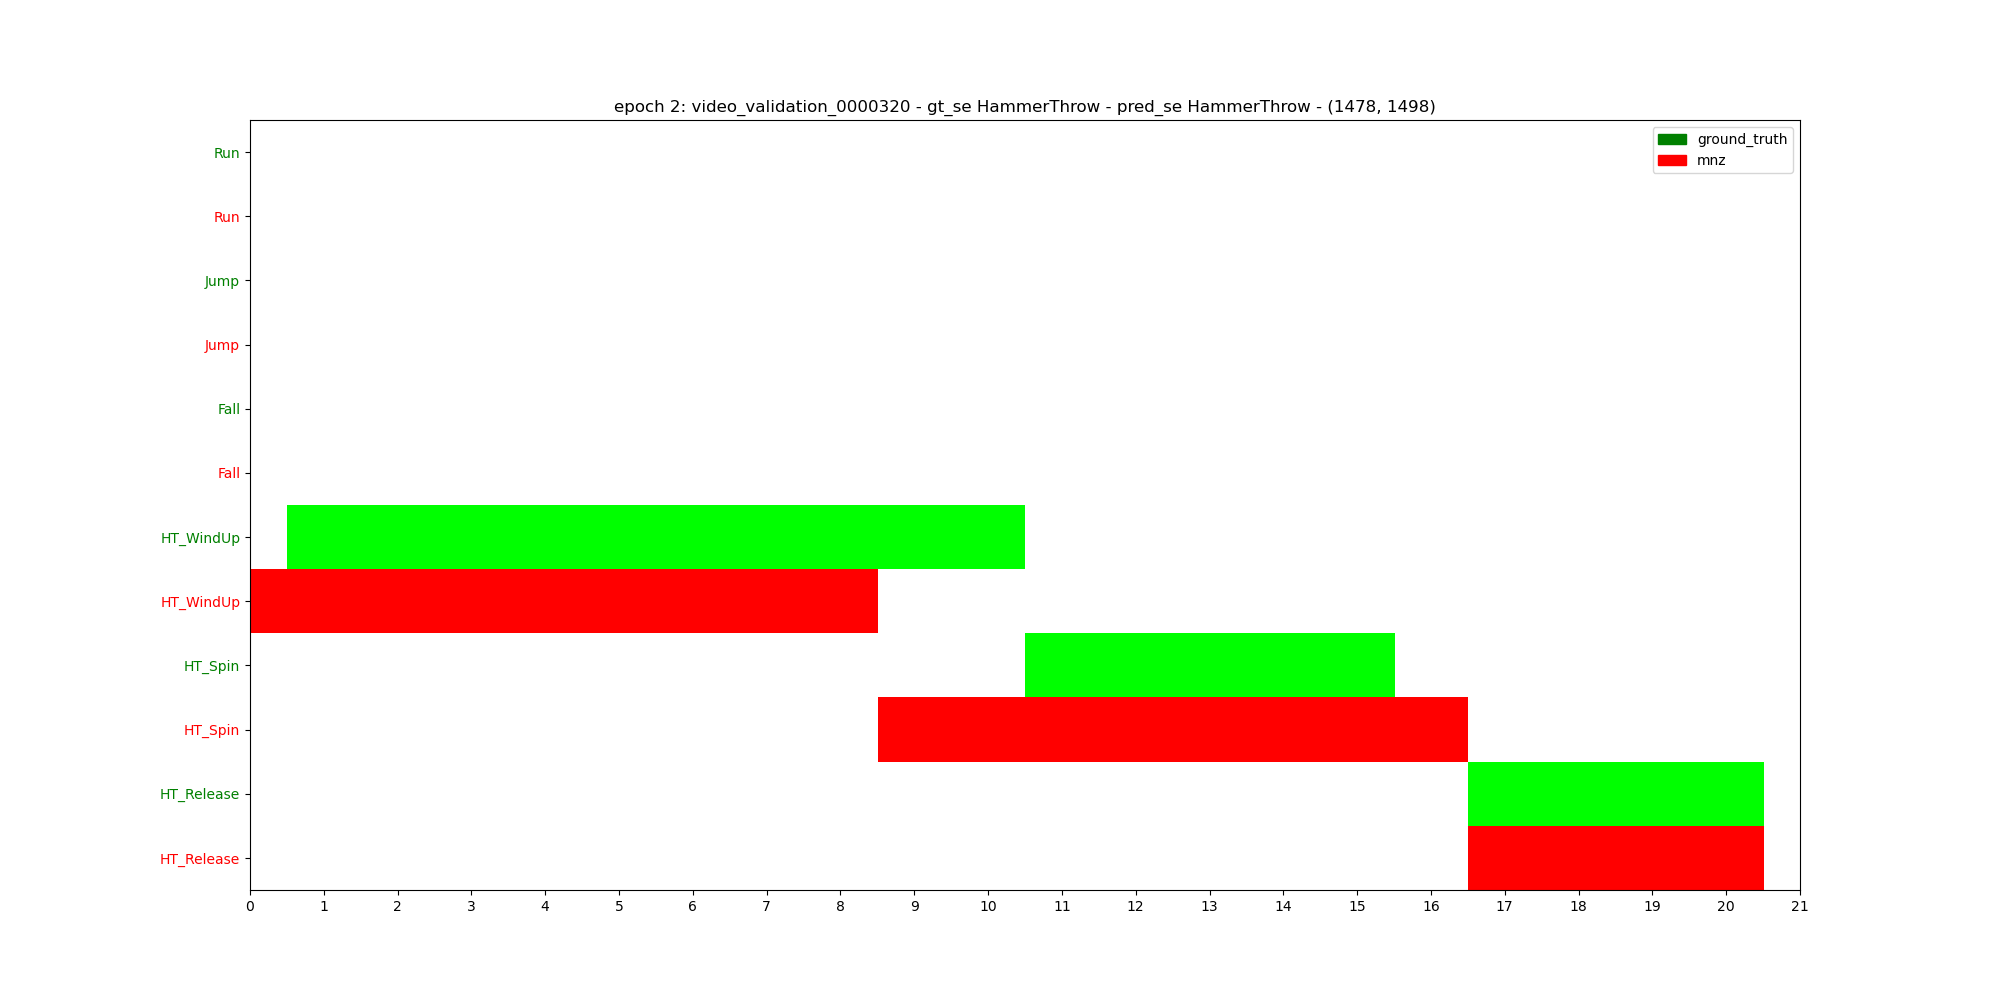 epoch 2: video_validation_0000320 - gt_se HammerThrow - pred_se HammerThrow - (1478, 1498)
ground_truth
mnz
Run
Run
Jump
Jump
Fall
Fall
HT_WindUp
HT_WindUp
HT_Spin
HT_Spin
HT_Release
HT_Release
0 1 2 3 4 5 6 7 8 9 10 11 12 13 14 15 16 17 18 19 20 21